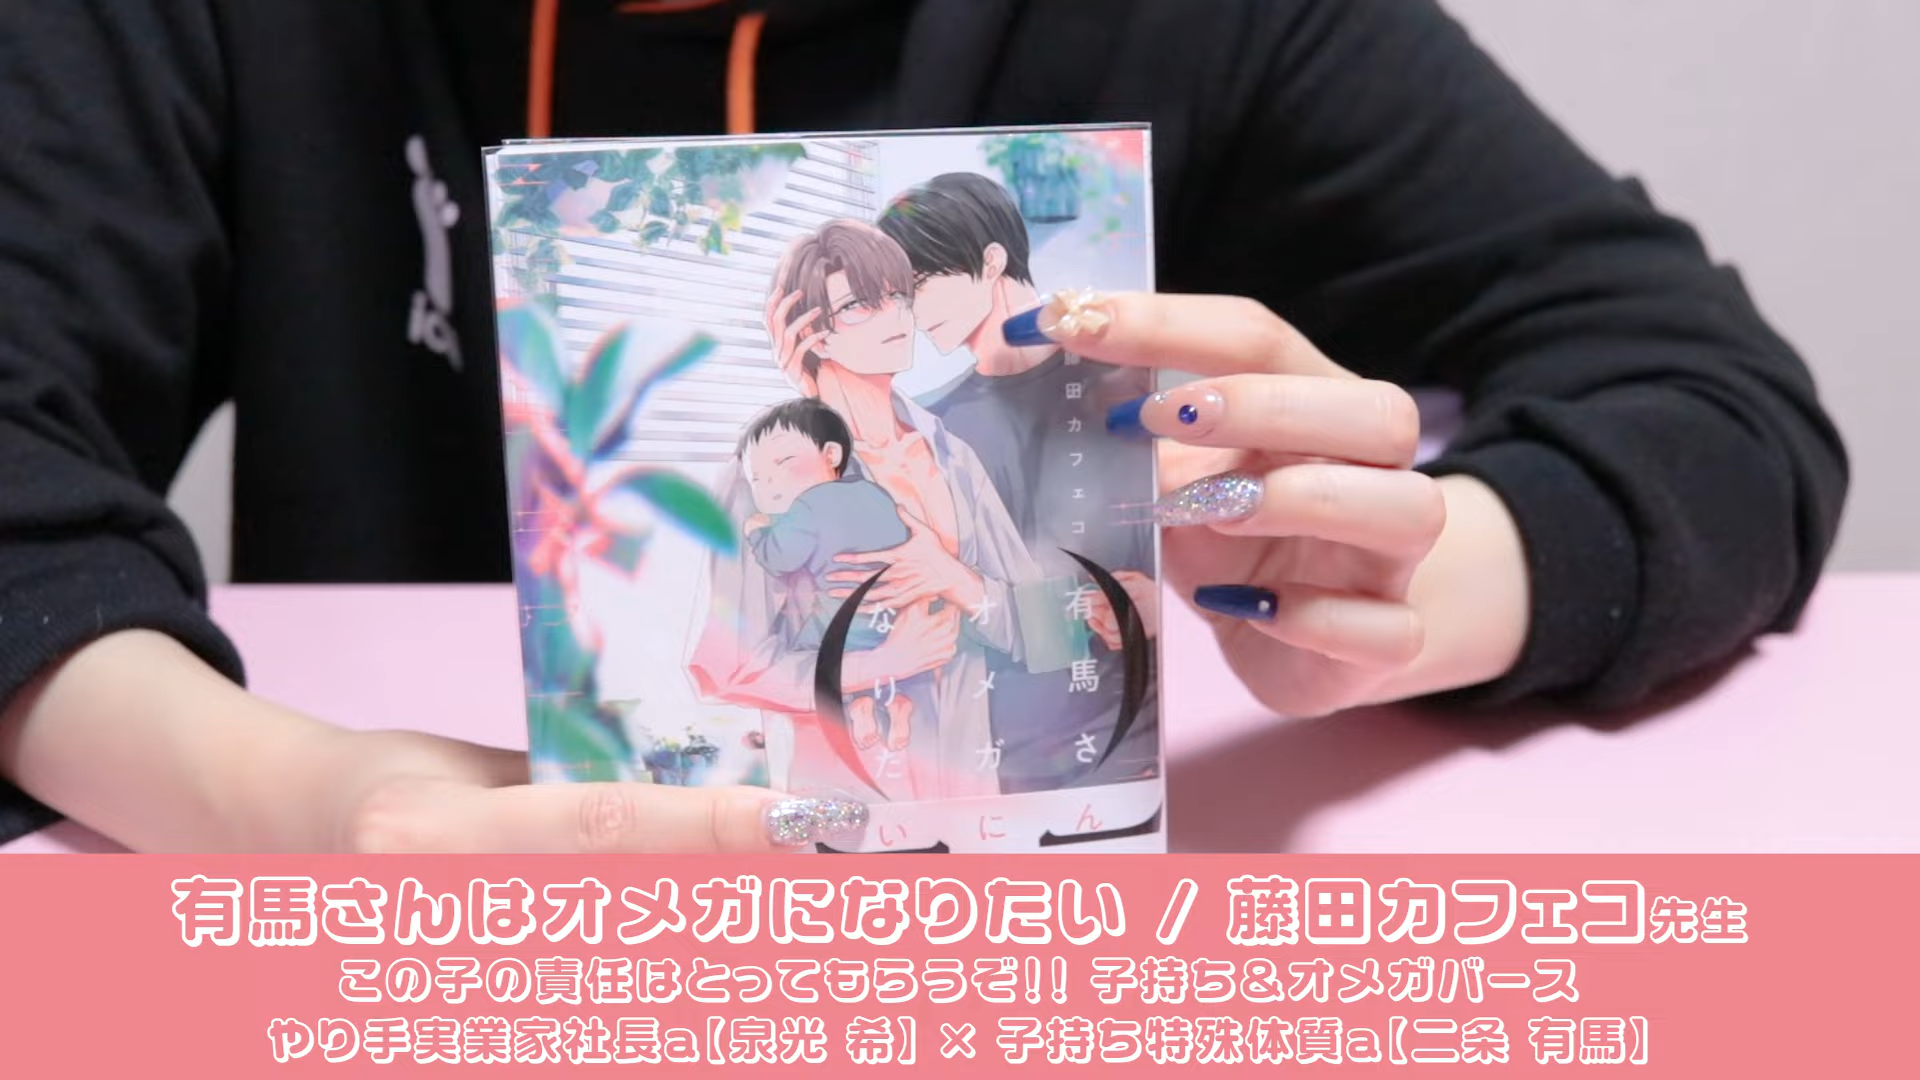 藤田カフェコ
有馬さん
オメガに
なりたい
有馬さんはオメガになりたい / 藤田カフェコ先生
この子の責任はとってもらうぞ!! 子持ち&オメガバース
やり手実業家社長a【泉光 希】 × 子持ち特殊体質a【二条 有馬】